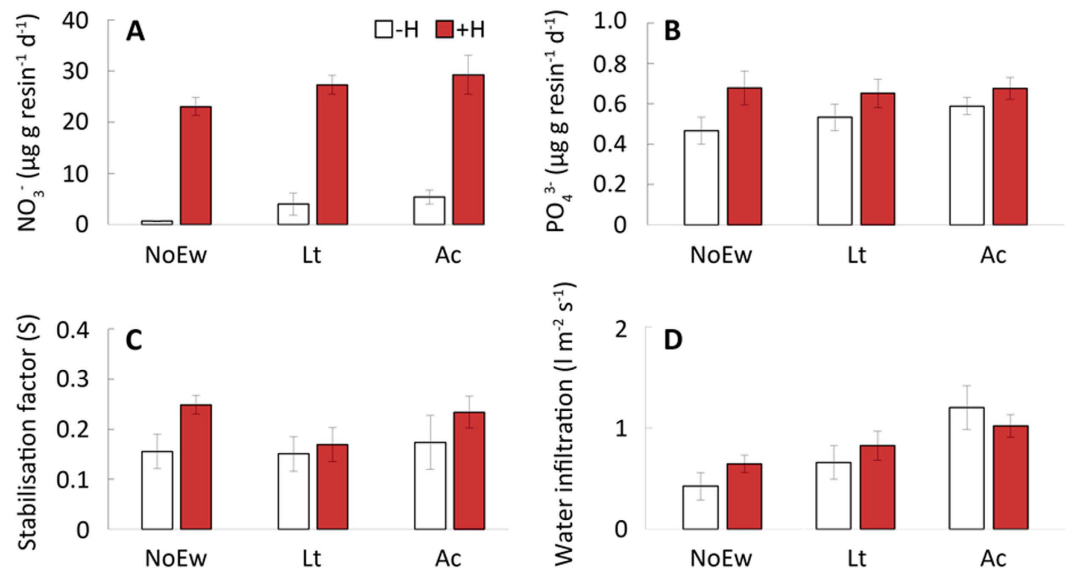 A
-H +H
NO₃⁻ (µg g resin⁻¹ d⁻¹)
40
30
20
10
0
NoEw Lt Ac
B
PO₄³⁻ (µg g resin⁻¹ d⁻¹)
1.0
0.8
0.6
0.4
0.2
0
NoEw Lt Ac
C
Stabilisation factor (S)
0.4
0.3
0.2
0.1
0
NoEw Lt Ac
D
Water infiltration (l m⁻² s⁻¹)
2
1
0
NoEw Lt Ac